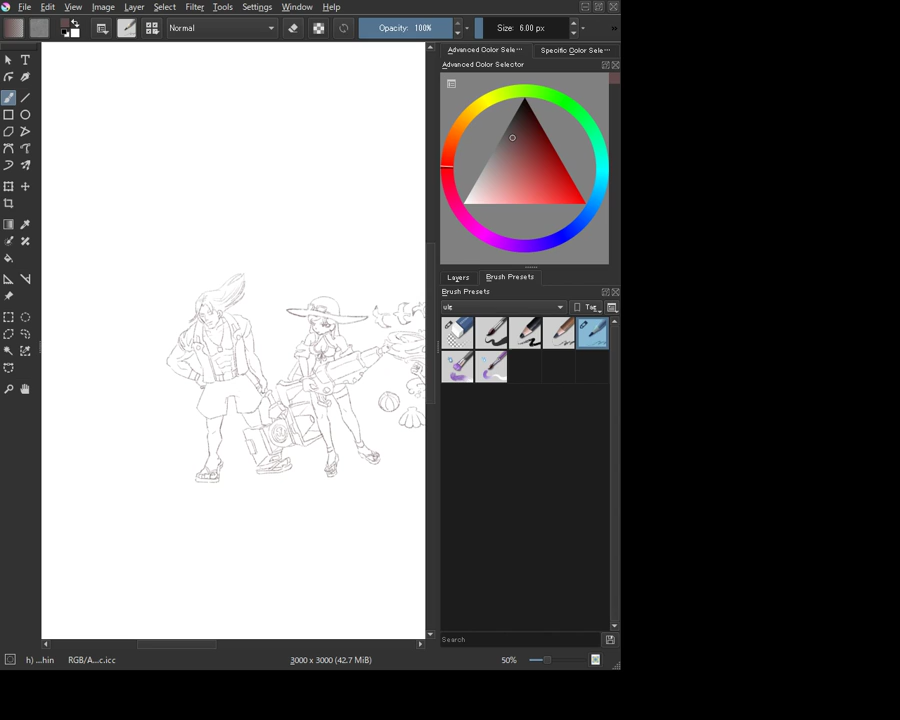 File Edit View Image Layer Select Filter Tools Settings Window Help
Normal Opacity: 100% Size: 6.00 px »
Advanced Color Sele··· Specific Color Sele···
Advanced Color Selector
Layers Brush Presets
Brush Presets
Tag
Search
h) ...hin RGB/A...c.icc 3000 x 3000 (42.7 MiB) 50%